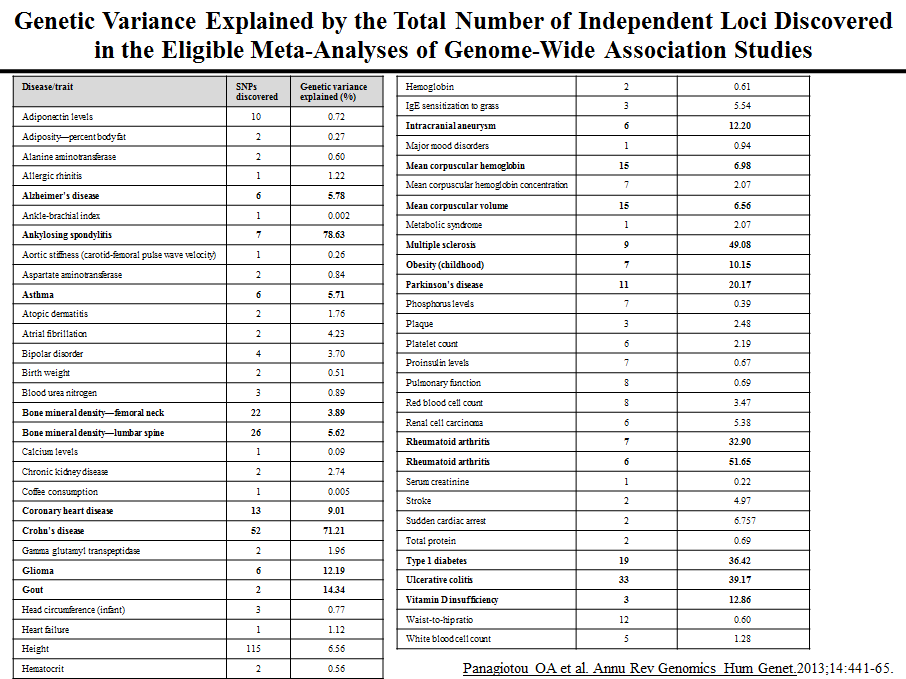 Genetic Variance Explained by the Total Number of Independent Loci Discovered
in the Eligible Meta-Analyses of Genome-Wide Association Studies
Disease/trait SNPs discovered Genetic variance explained (%)
Adiponectin levels 10 0.72
Adiposity—percent body fat 2 0.27
Alanine aminotransferase 2 0.60
Allergic rhinitis 1 1.22
Alzheimer's disease 6 5.78
Ankle-brachial index 1 0.002
Ankylosing spondylitis 7 78.63
Aortic stiffness (carotid-femoral pulse wave velocity) 1 0.26
Aspartate aminotransferase 2 0.84
Asthma 6 5.71
Atopic dermatitis 2 1.76
Atrial fibrillation 2 4.23
Bipolar disorder 4 3.70
Birth weight 2 0.51
Blood urea nitrogen 3 0.89
Bone mineral density—femoral neck 22 3.89
Bone mineral density—lumbar spine 26 5.62
Calcium levels 1 0.09
Chronic kidney disease 2 2.74
Coffee consumption 1 0.005
Coronary heart disease 13 9.01
Crohn's disease 52 71.21
Gamma glutamyl transpeptidase 2 1.96
Glioma 6 12.19
Gout 2 14.34
Head circumference (infant) 3 0.77
Heart failure 1 1.12
Height 115 6.56
Hematocrit 2 0.56
Hemoglobin 2 0.61
IgE sensitization to grass 3 5.54
Intracranial aneurysm 6 12.20
Major mood disorders 1 0.94
Mean corpuscular hemoglobin 15 6.98
Mean corpuscular hemoglobin concentration 7 2.07
Mean corpuscular volume 15 6.56
Metabolic syndrome 1 2.07
Multiple sclerosis 9 49.08
Obesity (childhood) 7 10.15
Parkinson's disease 11 20.17
Phosphorus levels 7 0.39
Plaque 3 2.48
Platelet count 6 2.19
Proinsulin levels 7 0.67
Pulmonary function 8 0.69
Red blood cell count 8 3.47
Renal cell carcinoma 6 5.38
Rheumatoid arthritis 7 32.90
Rheumatoid arthritis 6 51.65
Serum creatinine 1 0.22
Stroke 2 4.97
Sudden cardiac arrest 2 6.757
Total protein 2 0.69
Type 1 diabetes 19 36.42
Ulcerative colitis 33 39.17
Vitamin D insufficiency 3 12.86
Waist-to-hip ratio 12 0.60
White blood cell count 5 1.28
Panagiotou OA et al. Annu Rev Genomics Hum Genet.2013;14:441-65.